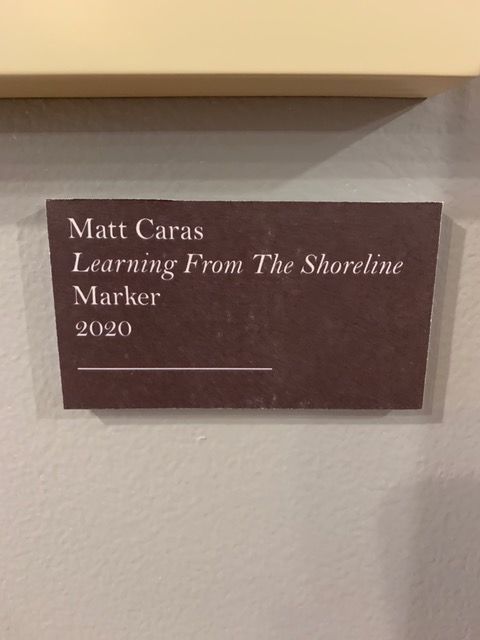 Matt Caras
Learning From The Shoreline
Marker
2020